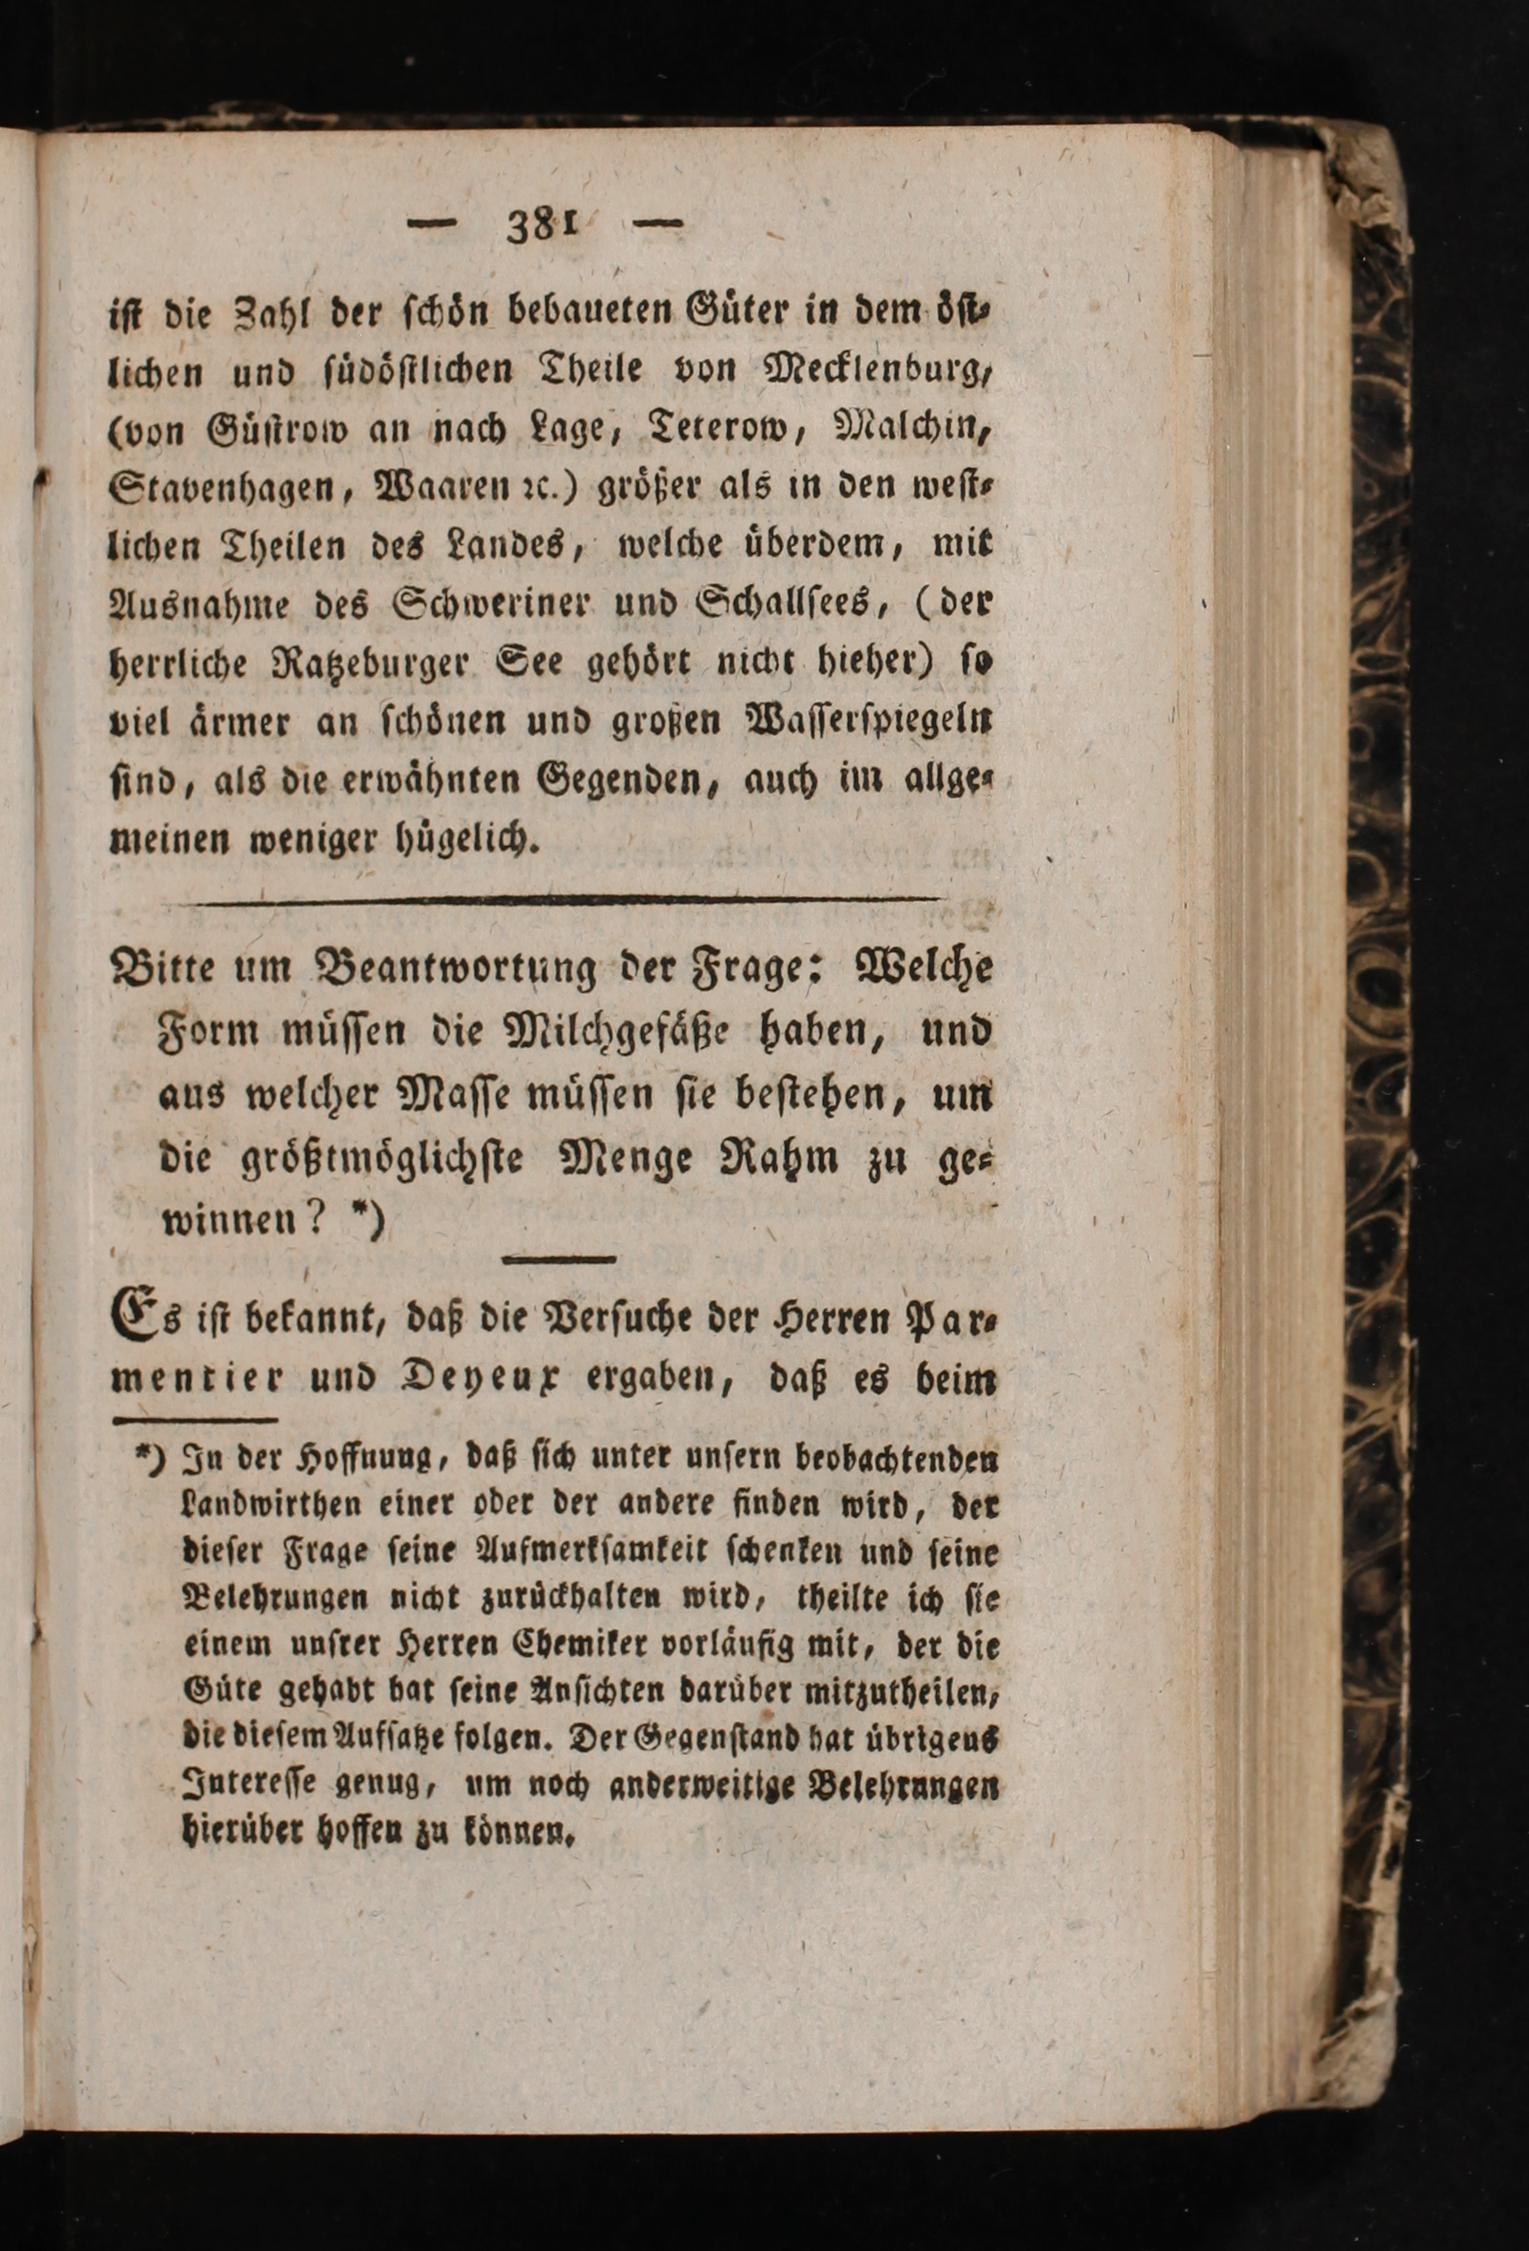 — 381 —
ist die Zahl der schön bebaueten Güter in dem öst-
lichen und südöstlichen Theile von Mecklenburg,
(von Güstrow an nach Lage, Teterow, Malchin,
Stavenhagen, Waaren ꝛc.) größer als in den west-
lichen Theilen des Landes, welche überdem, mit
Ausnahme des Schweriner und Schallsees, (der
herrliche Ratzeburger See gehört nicht hieher) so
viel ärmer an schönen und großen Wasserspiegeln
sind, als die erwähnten Gegenden, auch im allge-
meinen weniger hügelich.
Bitte um Beantwortung der Frage: Welche
Form müssen die Milchgefäße haben, und
aus welcher Masse müssen sie bestehen, um
die größtmöglichste Menge Rahm zu ge-
winnen? *)
Es ist bekannt, daß die Versuche der Herren Par-
mentier und Deyeux ergaben, daß es beim
*) In der Hoffnung, daß sich unter unsern beobachtenden
Landwirthen einer oder der andere finden wird, der
dieser Frage seine Aufmerksamkeit schenken und seine
Belehrungen nicht zurückhalten wird, theilte ich sie
einem unsrer Herren Chemiker vorläufig mit, der die
Güte gehabt hat seine Ansichten darüber mitzutheilen,
die diesem Aufsatze folgen. Der Gegenstand hat übrigens
Interesse genug, um noch anderweitige Belehrungen
hierüber hoffen zu können.